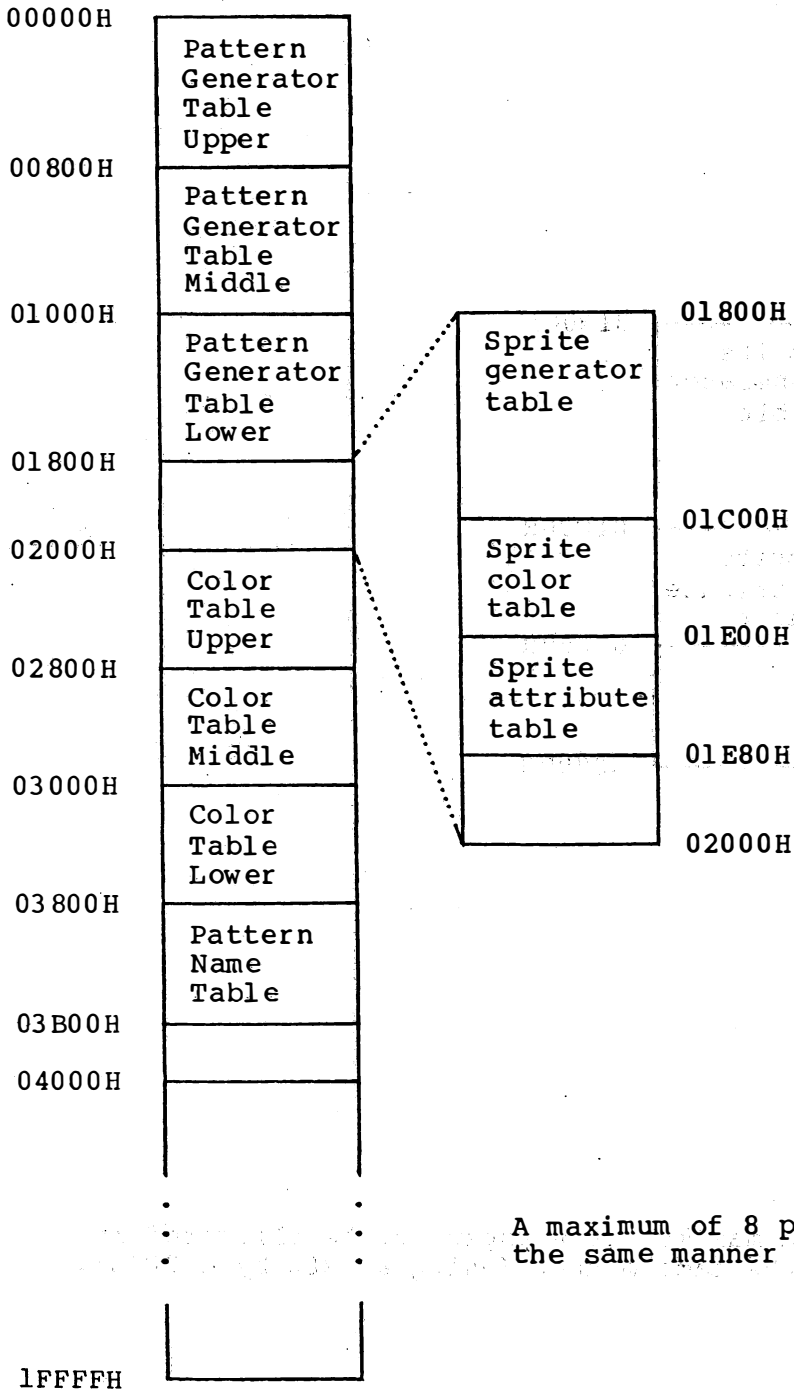 00000H
Pattern
Generator
Table
Upper
00800H
Pattern
Generator
Table
Middle
01000H
Pattern
Generator
Table
Lower
01800H
02000H
Color
Table
Upper
02800H
Color
Table
Middle
03000H
Color
Table
Lower
03800H
Pattern
Name
Table
03B00H
04000H
1FFFFH
01800H
Sprite
generator
table
01C00H
Sprite
color
table
01E00H
Sprite
attribute
table
01E80H
02000H
A maximum of 8 p
the same manner